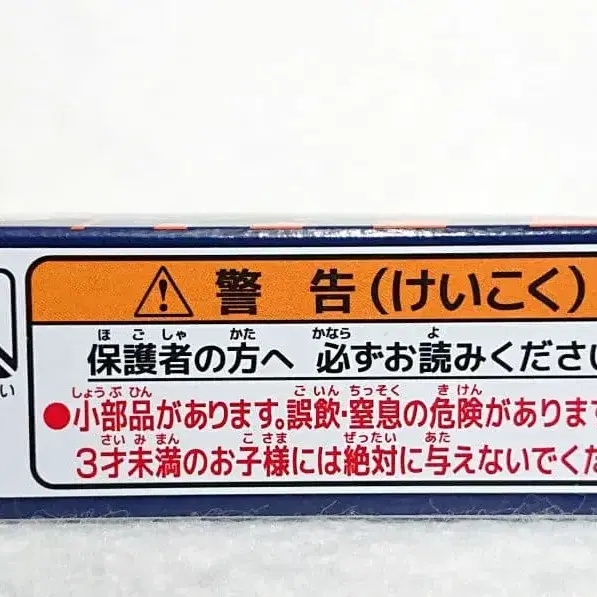 警告(けいこく)
ほごしゃ かた かなら よ
保護者の方へ 必ずお読みくださ
しょうぶひん ごいん ちっそく きけん
●小部品があります。誤飲・窒息の危険がありま
さいみまん こさま ぜったい あた
3才未満のお子様には絶対に与えないでくだ
い